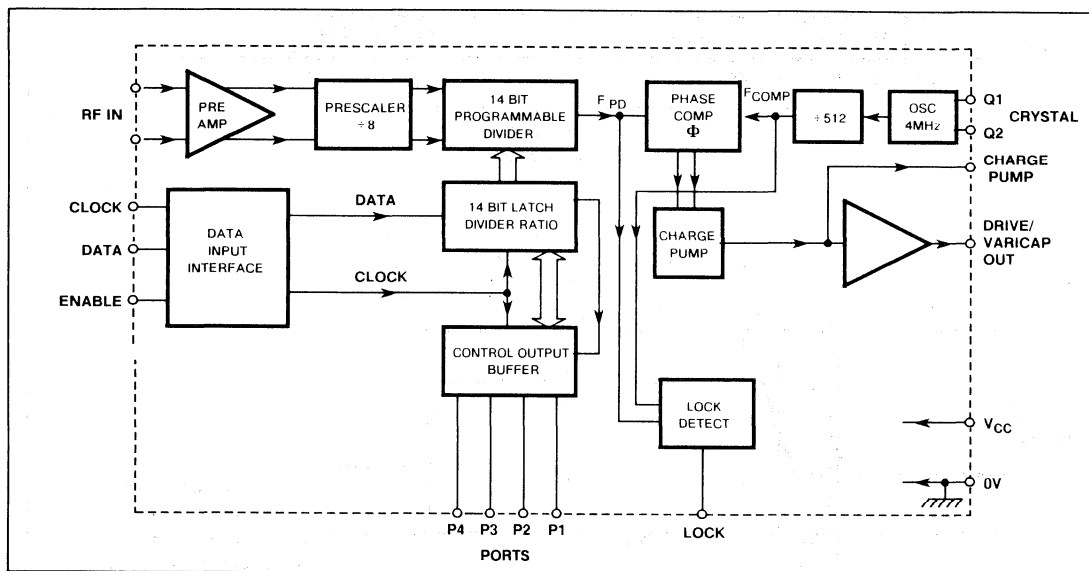 RF IN
PRE
AMP
PRESCALER
÷8
14 BIT
PROGRAMMABLE
DIVIDER
F PD
PHASE
COMP
Φ
FCOMP
÷512
OSC
4MHz
Q1
Q2
CRYSTAL
CHARGE
PUMP
CLOCK
DATA
ENABLE
DATA
INPUT
INTERFACE
DATA
CLOCK
14 BIT LATCH
DIVIDER RATIO
CHARGE
PUMP
DRIVE/
VARICAP
OUT
CONTROL OUTPUT
BUFFER
LOCK
DETECT
VCC
0V
P4 P3 P2 P1
PORTS
LOCK